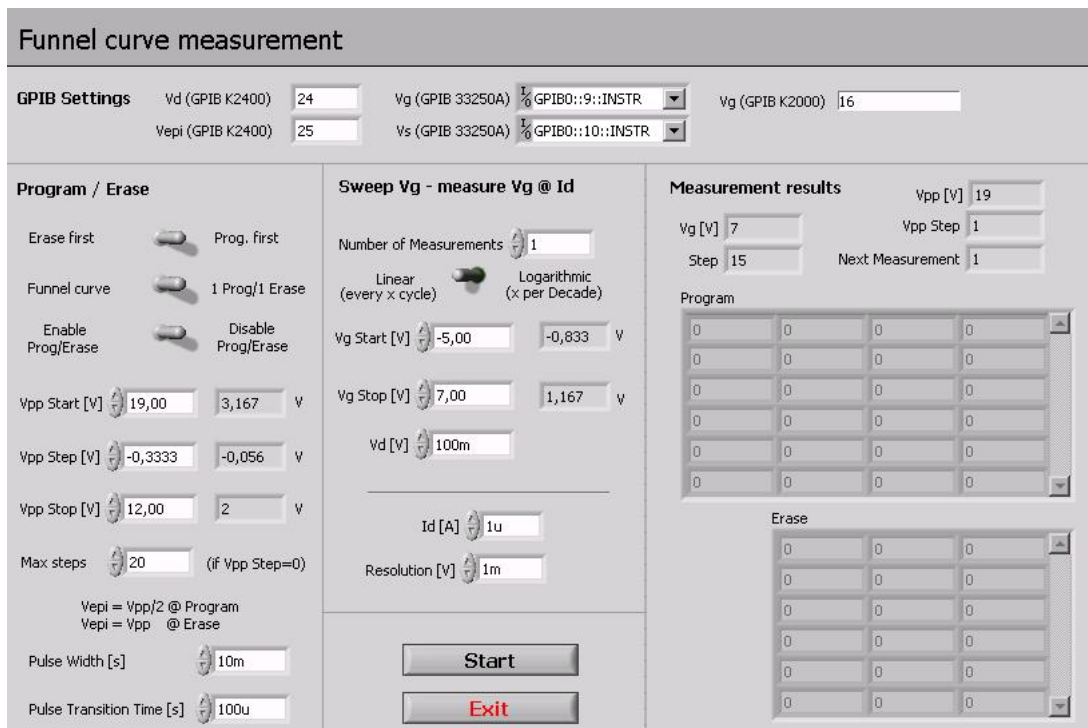 Funnel curve measurement
GPIB Settings
Vd (GPIB K2400) 24
Vepi (GPIB K2400) 25
Vg (GPIB 33250A) I/O GPIB0::9::INSTR
Vs (GPIB 33250A) I/O GPIB0::10::INSTR
Vg (GPIB K2000) 16
Program / Erase
Erase first Prog. first
Funnel curve 1 Prog/1 Erase
Enable Prog/Erase
Disable Prog/Erase
Vpp Start [V] 19,00 3,167 V
Vpp Step [V] -0,3333 -0,056 V
Vpp Stop [V] 12,00 2 V
Max steps 20 (if Vpp Step=0)
Vepi = Vpp/2 @ Program
Vepi = Vpp @ Erase
Pulse Width [s] 10m
Pulse Transition Time [s] 100u
Sweep Vg - measure Vg @ Id
Number of Measurements 1
Linear (every x cycle)
Logarithmic (x per Decade)
Vg Start [V] -5,00 -0,833 V
Vg Stop [V] 7,00 1,167 V
Vd [V] 100m
Id [A] 1u
Resolution [V] 1m
Start
Exit
Measurement results
Vpp [V] 19
Vg [V] 7
Vpp Step 1
Step 15
Next Measurement 1
Program
0 0 0 0
0 0 0 0
0 0 0 0
0 0 0 0
0 0 0 0
0 0 0 0
Erase
0 0 0
0 0 0
0 0 0
0 0 0
0 0 0
0 0 0